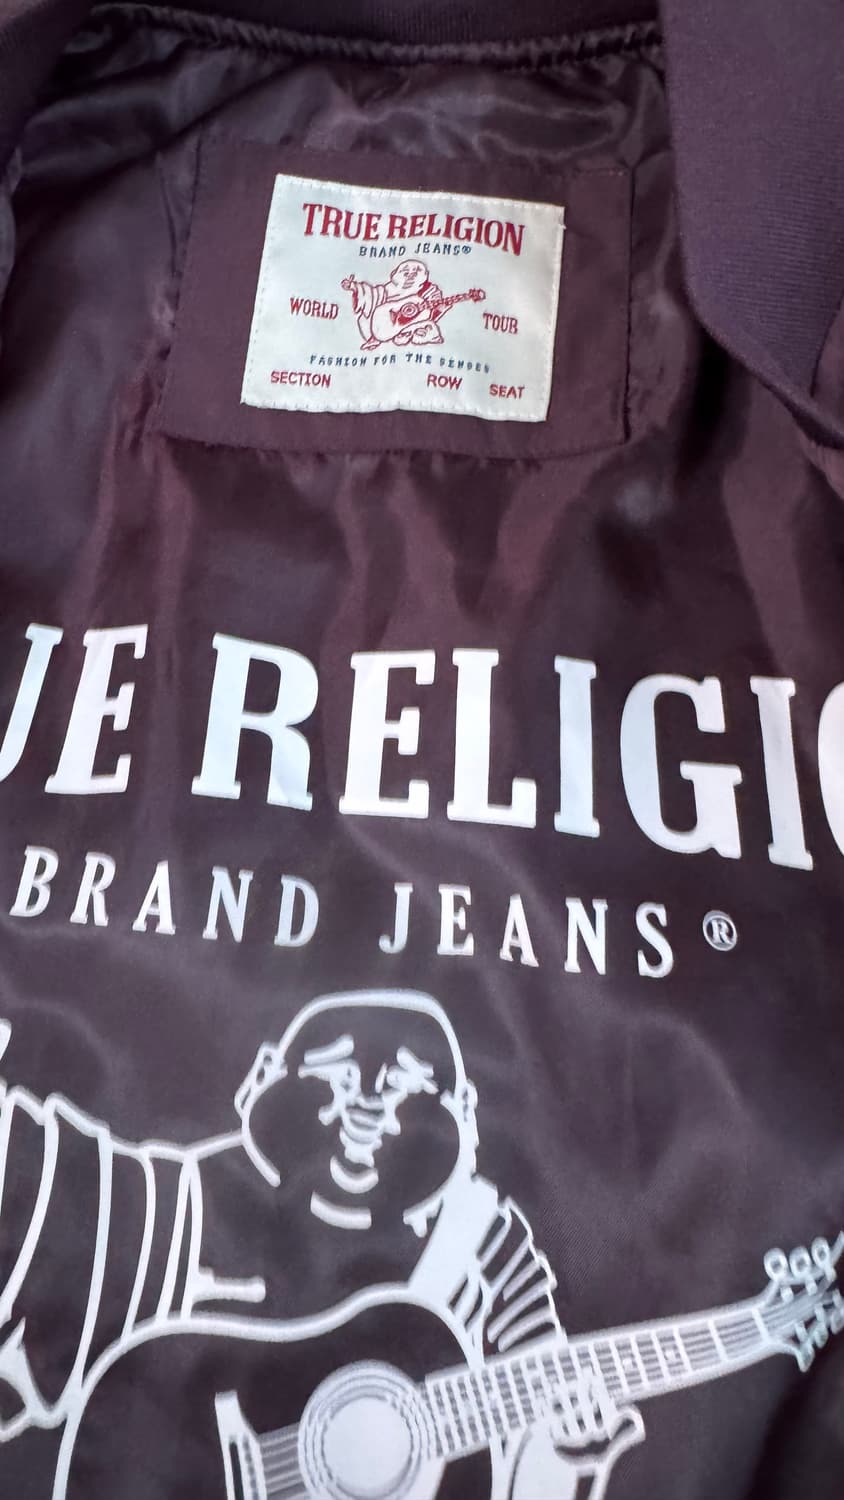 TRUE RELIGION
BRAND JEANS®
WORLD TOUR
FASHION FOR THE SENSES
SECTION ROW SEAT
UE RELIGIO
BRAND JEANS®